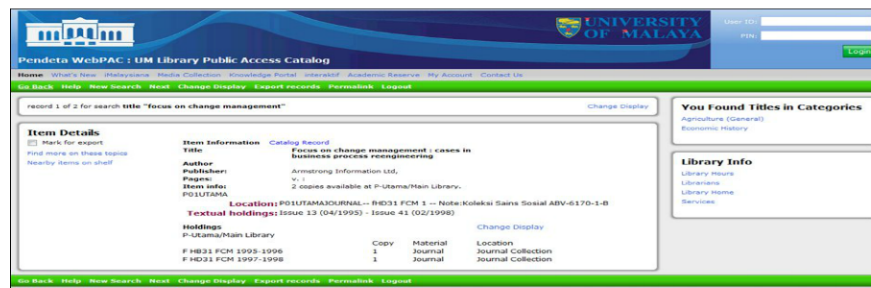 UNIVERSITY
OF MALAYA
User ID:
PIN:
Login
Pendeta WebPAC : UM Library Public Access Catalog
Home What's New iMalaysiana Media Collection Knowledge Portal interaktif Academic Reserve My Account Contact Us
Go Back Help New Search Next Change Display Export records Permalink Logout
record 1 of 2 for search title "focus on change management"
Change Display
Item Details
Mark for export
Find more on these topics
Nearby items on shelf
Item Information Catalog Record
Title Focus on change management : cases in
business process reengineering
Author
Publisher: Armstrong Information Ltd,
Pages: v. ;
Item info: 2 copies available at P-Utama/Main Library.
P01UTAMA
Location: P01UTAMAJOURNAL-- RHD31 FCM 1 -- Note:Koleksi Sains Sosial ABV-6170-1-B
Textual holdings: Issue 13 (04/1995) - Issue 41 (02/1998)
Holdings Change Display
P-Utama/Main Library
Copy Material Location
F HB31 FCM 1995-1996 1 Journal Journal Collection
F HD31 FCM 1997-1998 1 Journal Journal Collection
You Found Titles in Categories
Agriculture (General)
Economic History
Library Info
Library Hours
Librarians
Library Home
Services
Go Back Help New Search Next Change Display Export records Permalink Logout